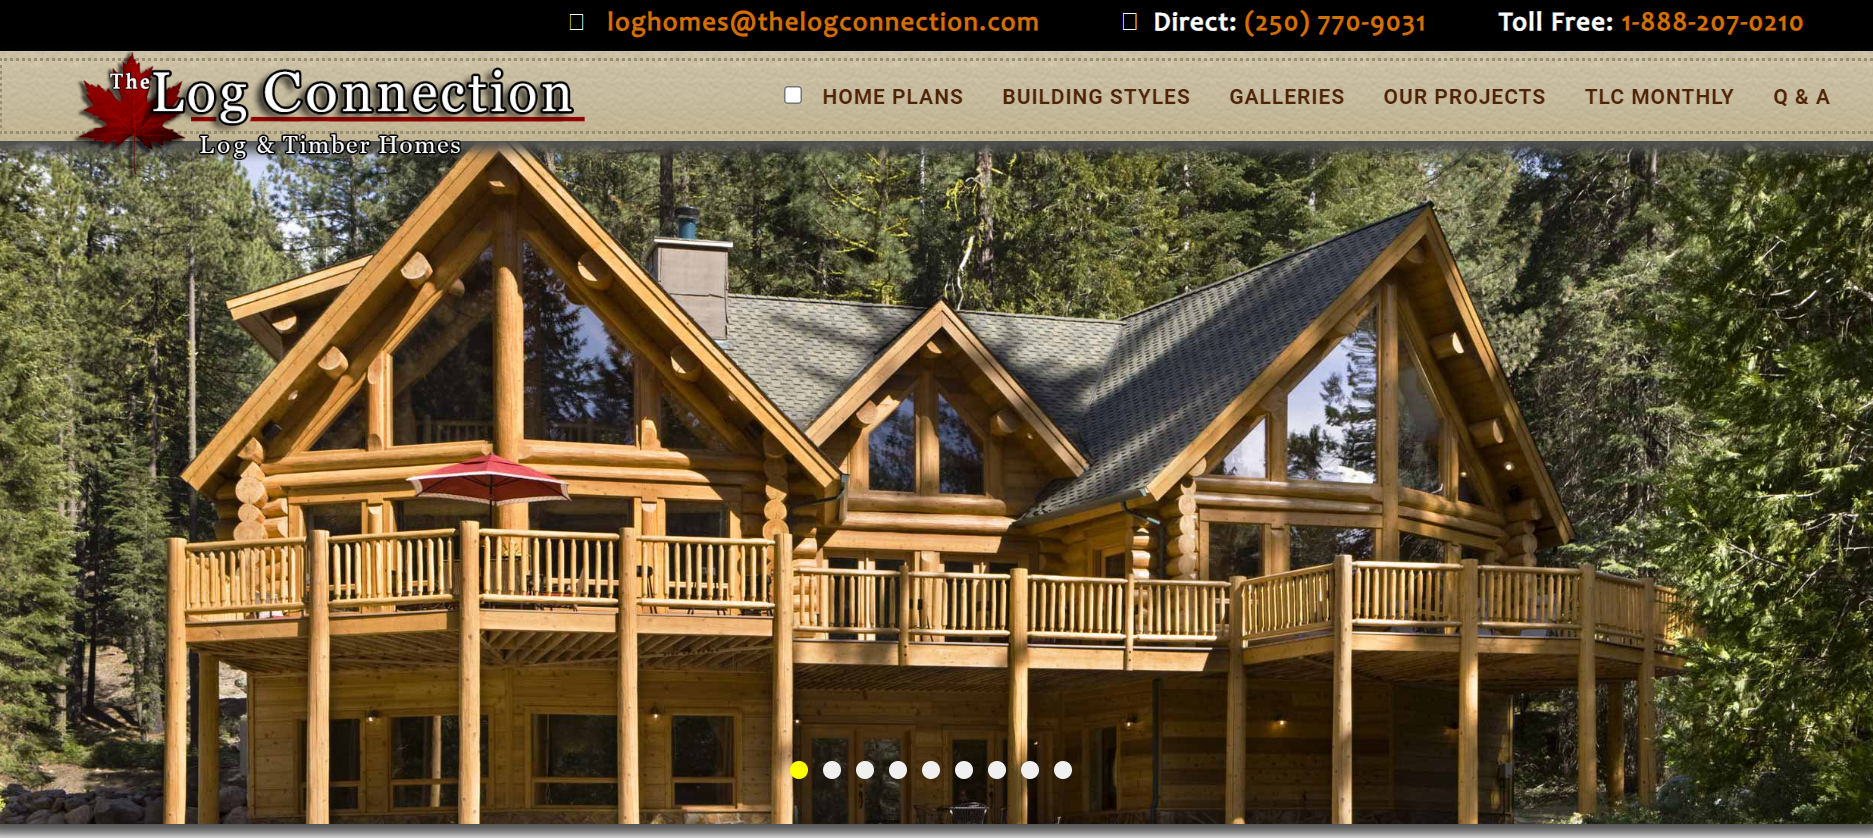 loghomes@thelogconnection.com Direct: (250) 770-9031 Toll Free: 1-888-207-0210
The Log Connection
Log & Timber Homes
HOME PLANS BUILDING STYLES GALLERIES OUR PROJECTS TLC MONTHLY Q & A